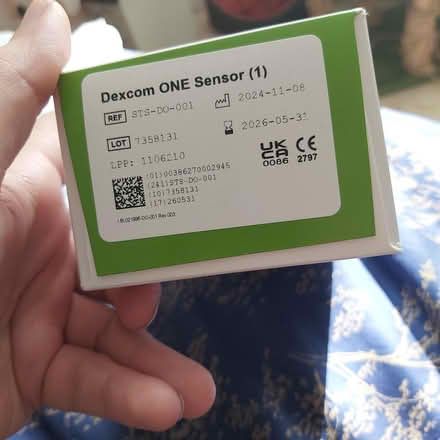 Dexcom ONE Sensor (1)
REF STS-DO-001 2024-11-08
LOT 7358131 2026-05-31
LPP: 1106210
UK CA 0086 CE 2797
(01)00386270002945
(241)STS-DO-001
(10)7358131
(17)260531